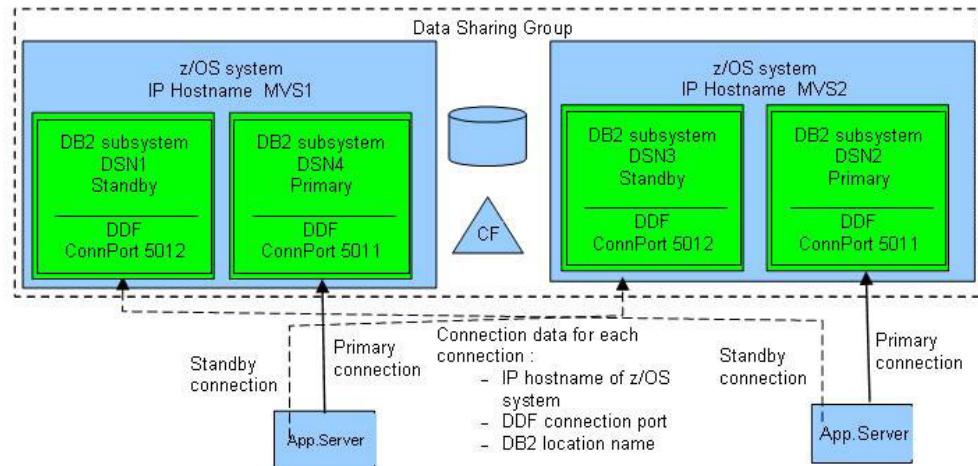 Data Sharing Group
z/OS system
IP Hostname MVS1
DB2 subsystem
DSN1
Standby
DDF
ConnPort 5012
DB2 subsystem
DSN4
Primary
DDF
ConnPort 5011
CF
z/OS system
IP Hostname MVS2
DB2 subsystem
DSN3
Standby
DDF
ConnPort 5012
DB2 subsystem
DSN2
Primary
DDF
ConnPort 5011
Standby
connection
Primary
connection
Connection data for each
connection :
- IP hostname of z/OS
system
- DDF connection port
- DB2 location name
Standby
connection
Primary
connection
App.Server
App.Server